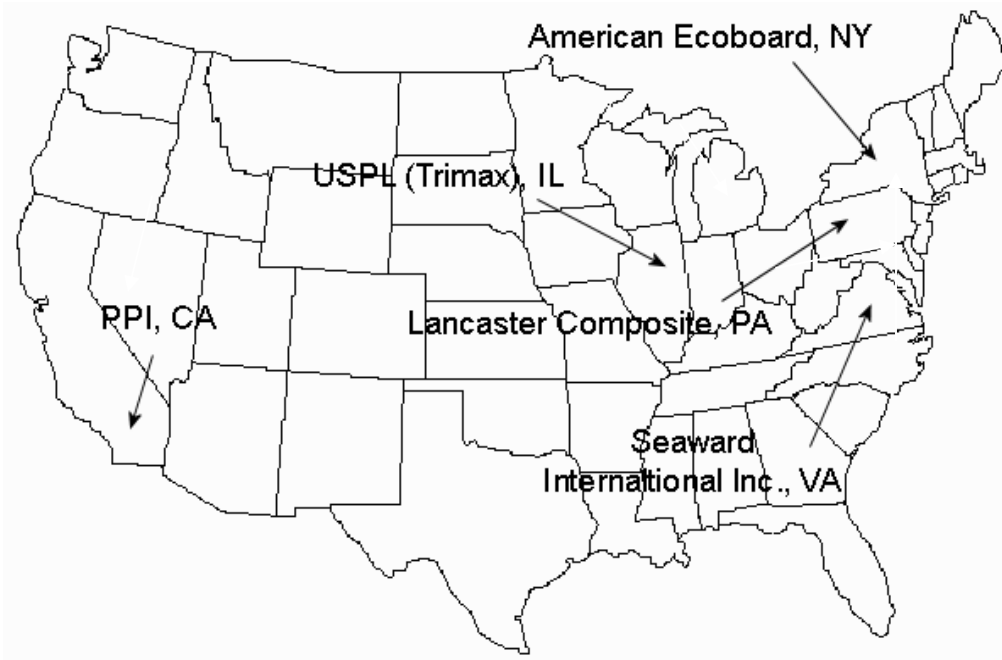 American Ecoboard, NY
USPL (Trimax), IL
PPI, CA
Lancaster Composite, PA
Seaward
International Inc., VA